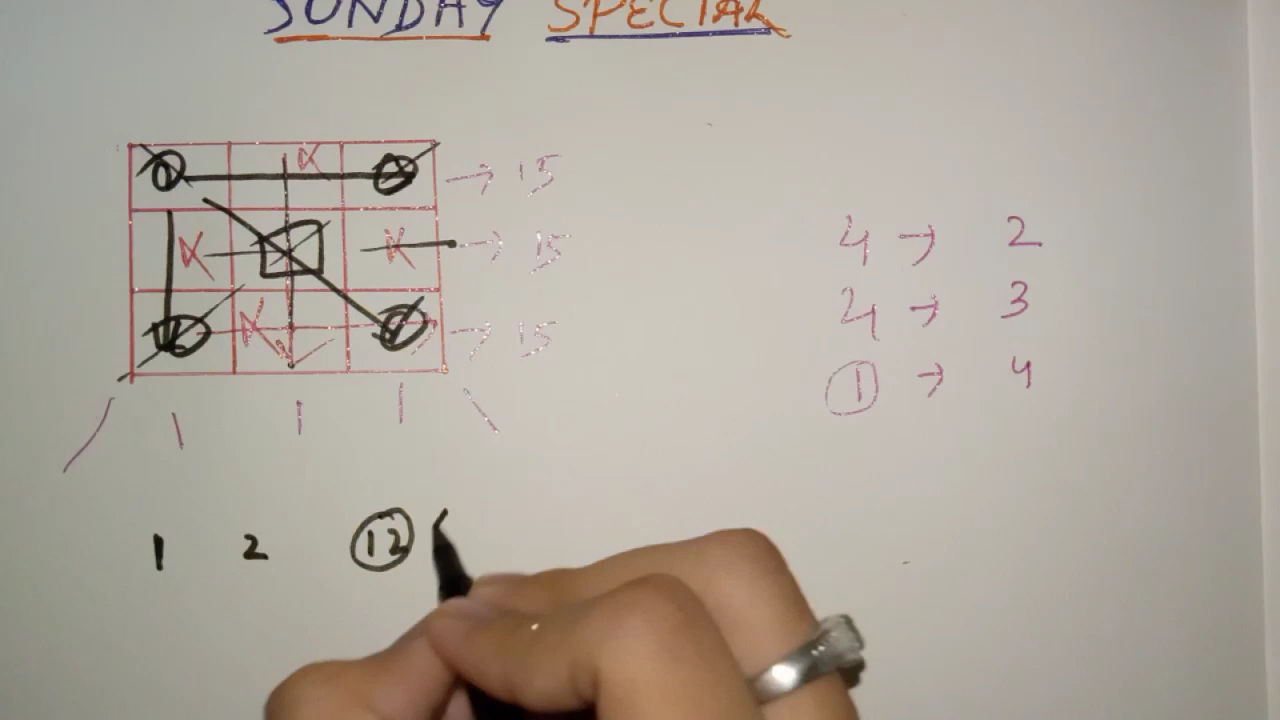 SUNDAY SPECIAL
→ 15
→ 15
→ 15
4 → 2
4 → 3
1 → 4
1 2 12